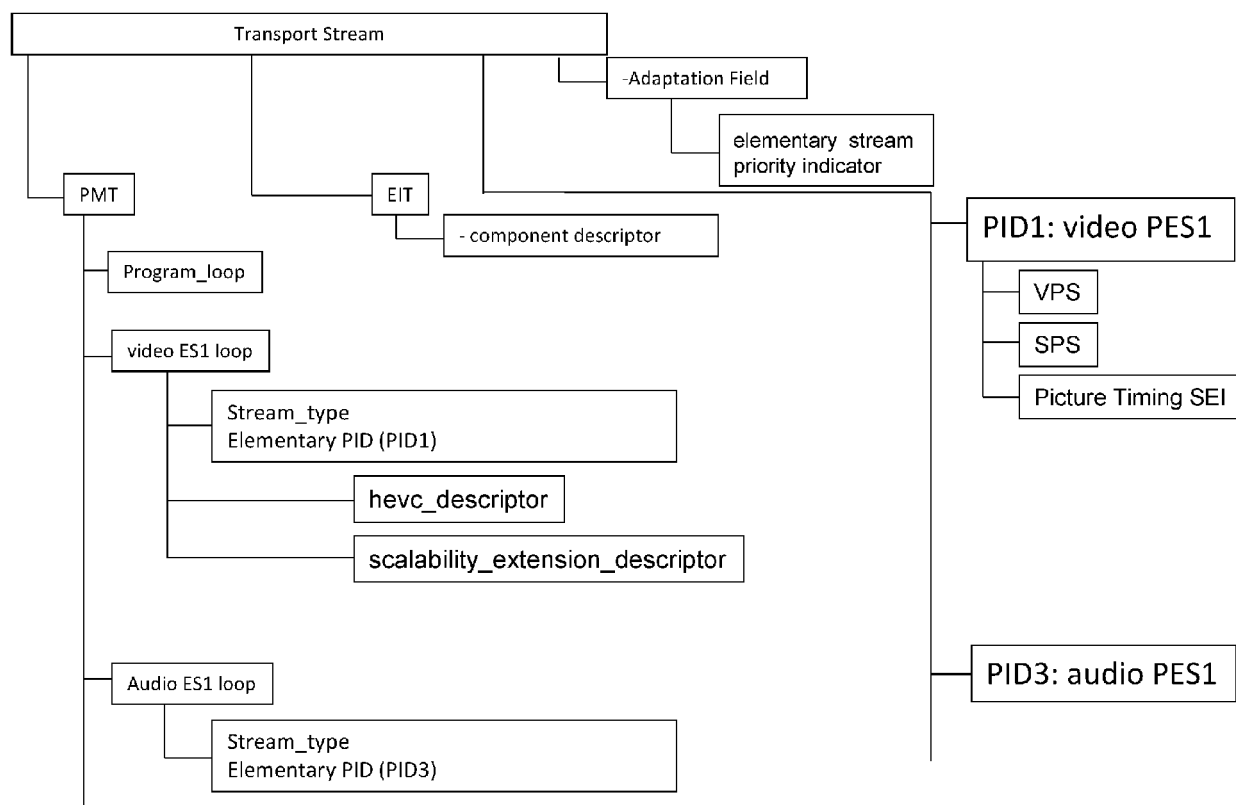 Transport Stream
-Adaptation Field
elementary stream
priority indicator
PMT
EIT
- component descriptor
PID1: video PES1
Program_loop
VPS
SPS
video ES1 loop
Picture Timing SEI
Stream_type
Elementary PID (PID1)
hevc_descriptor
scalability_extension_descriptor
PID3: audio PES1
Audio ES1 loop
Stream_type
Elementary PID (PID3)